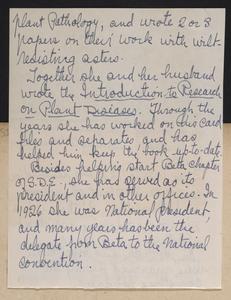 plant Pathology, and wrote 2 or 3
papers on their work with wilt-
resisting asters.
Together she and her husband
wrote the Introduction to Research
on Plant Diseases. Through the
years she has worked on his card
files and separates and has
helped him keep the book up-to-date.
Besides helping start Beth Chapter
of S.D.E., she has served as its
president and in other offices. In
1926 she was National president,
and many years has been the
delegate from Beta to the National
Convention.